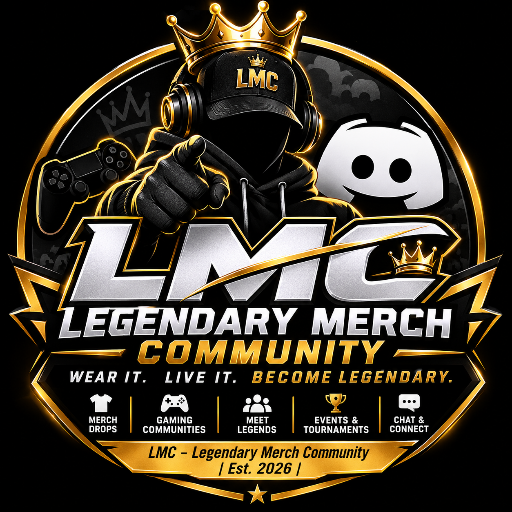 LMC
LMC
LEGENDARY MERCH
COMMUNITY
WEAR IT. LIVE IT. BECOME LEGENDARY.
MERCH DROPS
GAMING COMMUNITIES
MEET LEGENDS
EVENTS & TOURNAMENTS
CHAT & CONNECT
LMC – Legendary Merch Community
| Est. 2026 |